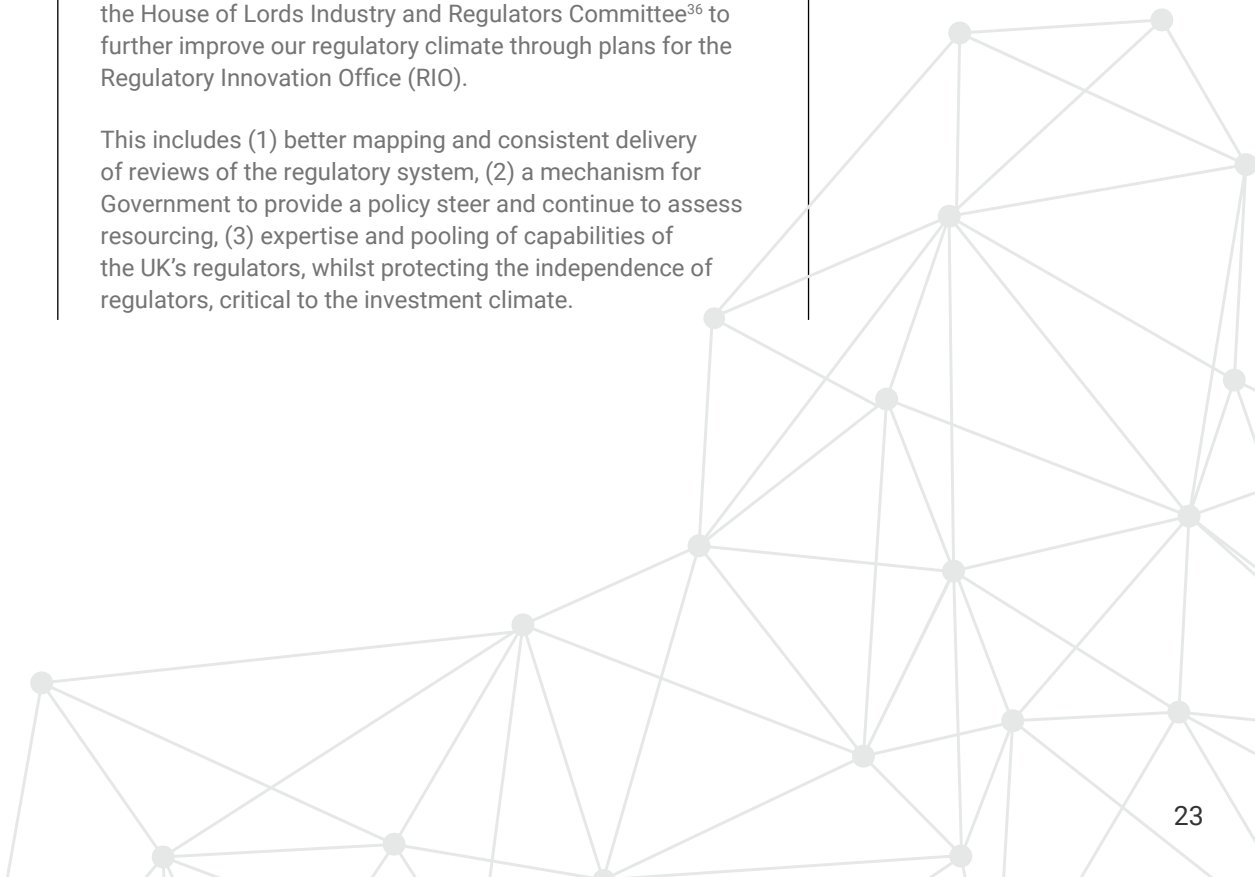 the House of Lords Industry and Regulators Committee³⁶ to
further improve our regulatory climate through plans for the
Regulatory Innovation Office (RIO).
This includes (1) better mapping and consistent delivery
of reviews of the regulatory system, (2) a mechanism for
Government to provide a policy steer and continue to assess
resourcing, (3) expertise and pooling of capabilities of
the UK's regulators, whilst protecting the independence of
regulators, critical to the investment climate.
23